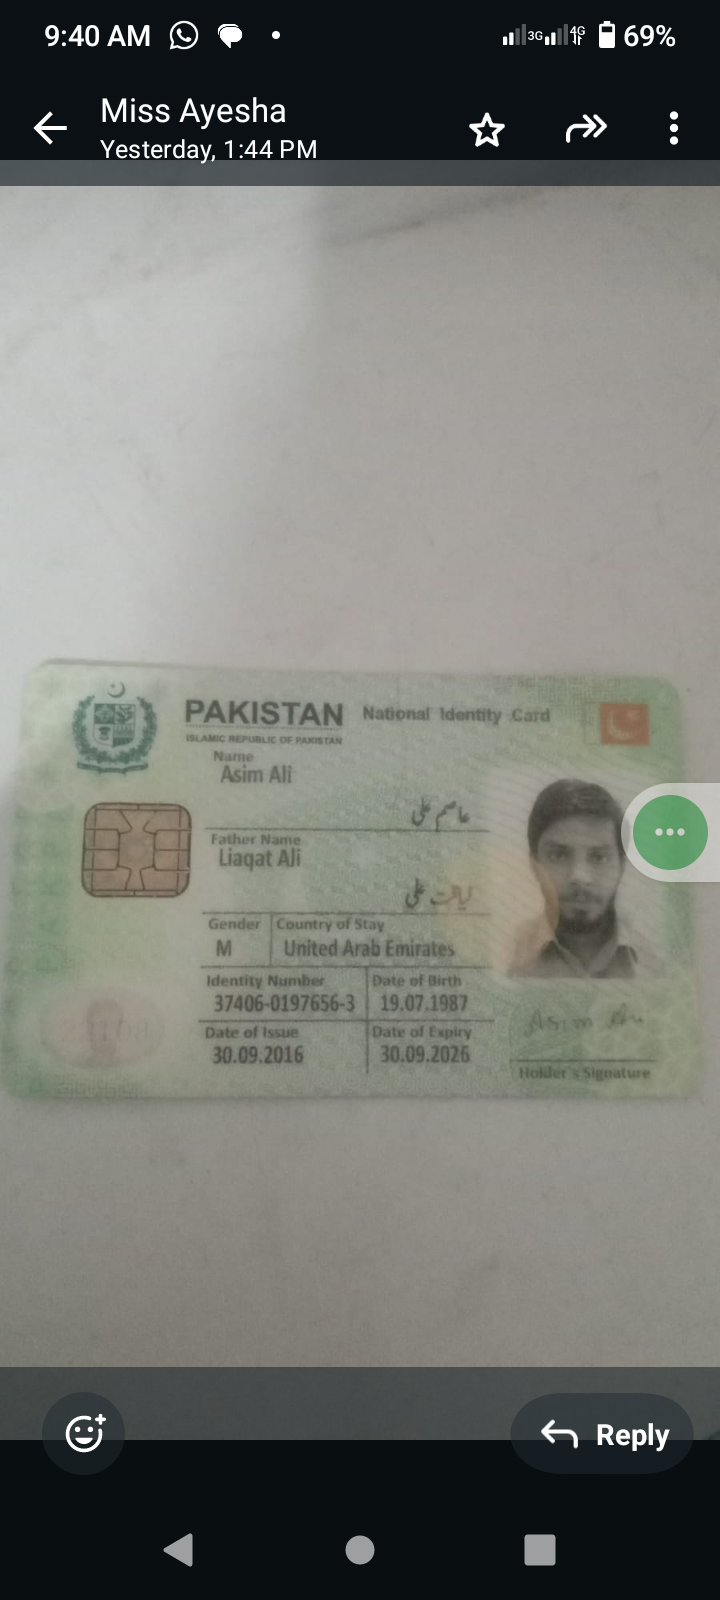 9:40 AM 3G 4G 69%
Miss Ayesha
Yesterday, 1:44 PM
PAKISTAN National Identity Card
ISLAMIC REPUBLIC OF PAKISTAN
Name
Asim Ali
عاصم علی
Father Name
Liaqat Ali
لیاقت علی
Gender Country of Stay
M United Arab Emirates
Identity Number Date of Birth
37406-0197656-3 19.07.1987
Date of Issue Date of Expiry
30.09.2016 30.09.2026
Asim Ali
Holder's Signature
Reply